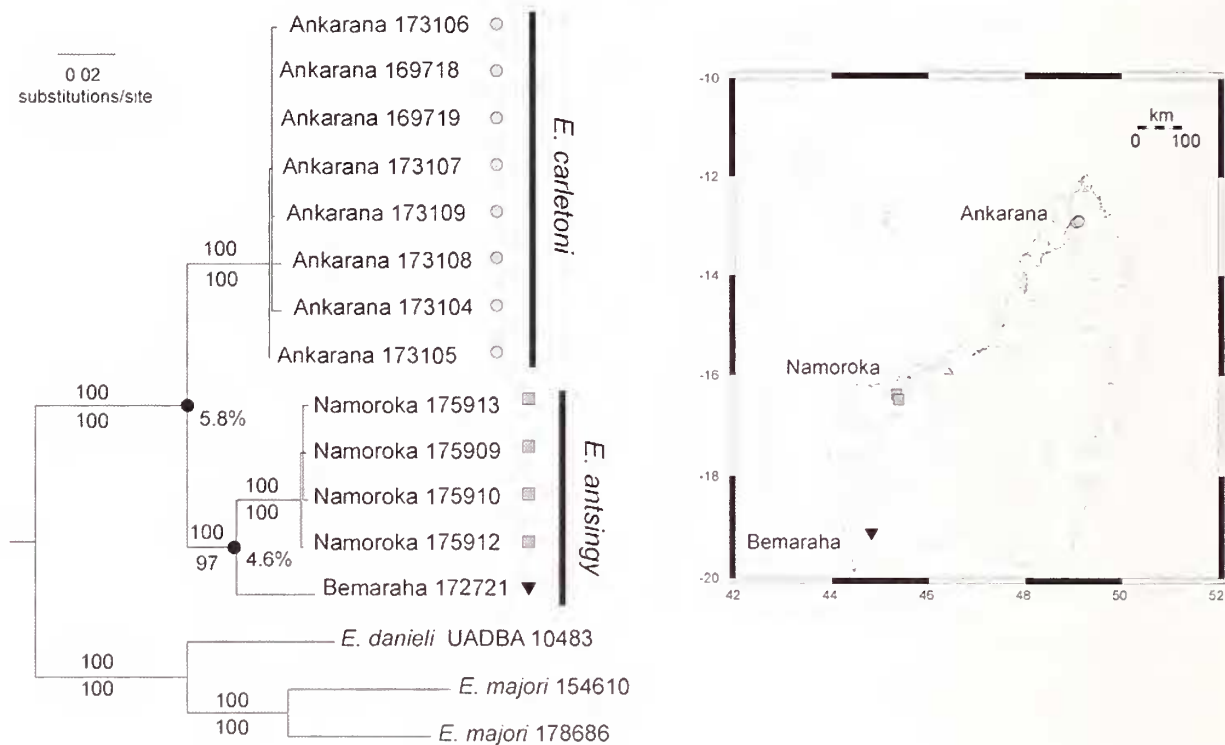 0 02
substitutions/site
Ankarana 173106
Ankarana 169718
Ankarana 169719
Ankarana 173107
Ankarana 173109
Ankarana 173108
Ankarana 173104
Ankarana 173105
E. carletoni
100
100
100
100
5.8%
Namoroka 175913
Namoroka 175909
Namoroka 175910
Namoroka 175912
Bemaraha 172721
E. antsingy
100
100
100
97
4.6%
E. danieli UADBA 10483
E. majori 154610
E. majori 178686
100
100
100
100
-10
-12
-14
-16
-18
-20
42
44
46
48
50
52
km
0 100
Ankarana
Namoroka
Bemaraha